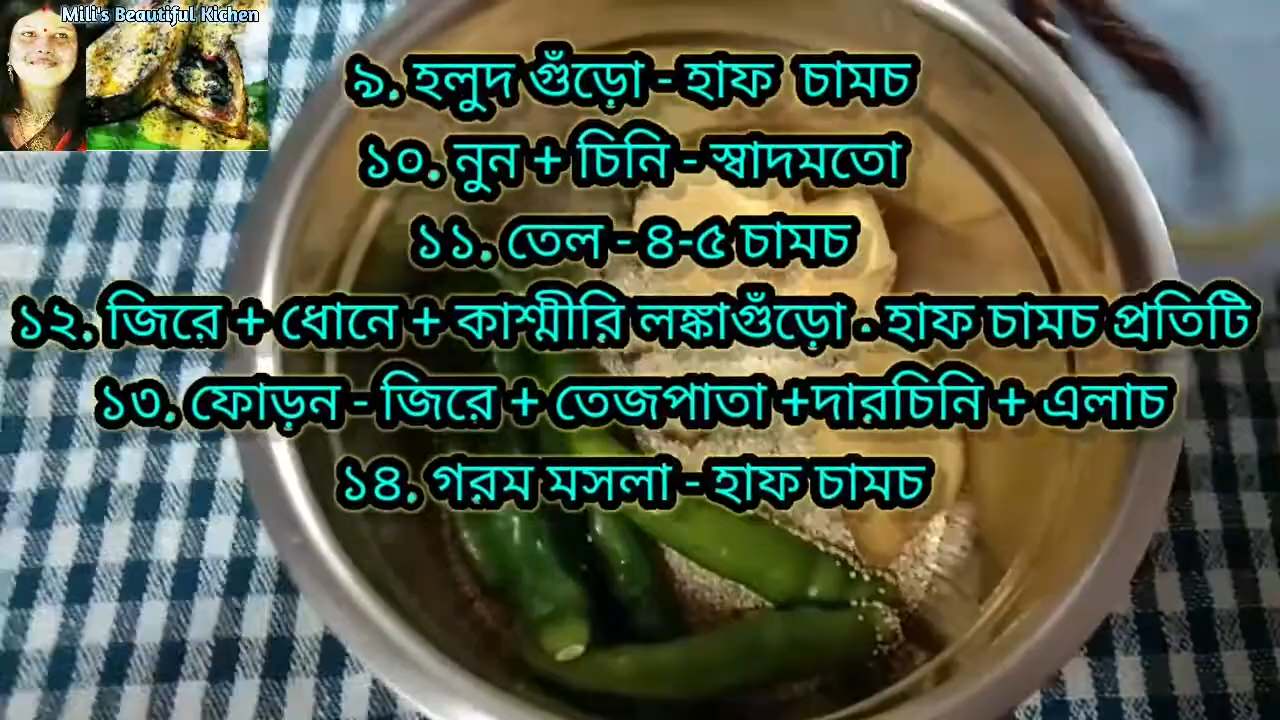 Mili's Beautiful Kichen
৯. হলুদ গুঁড়ো - হাফ চামচ
১০. নুন + চিনি - স্বাদমতো
১১. তেল - ৪-৫ চামচ
১২. জিরে + ধোনে + কাশ্মীরি লঙ্কাগুঁড়ো . হাফ চামচ প্রতিটি
১৩. ফোড়ন - জিরে + তেজপাতা +দারচিনি + এলাচ
১৪. গরম মসলা - হাফ চামচ